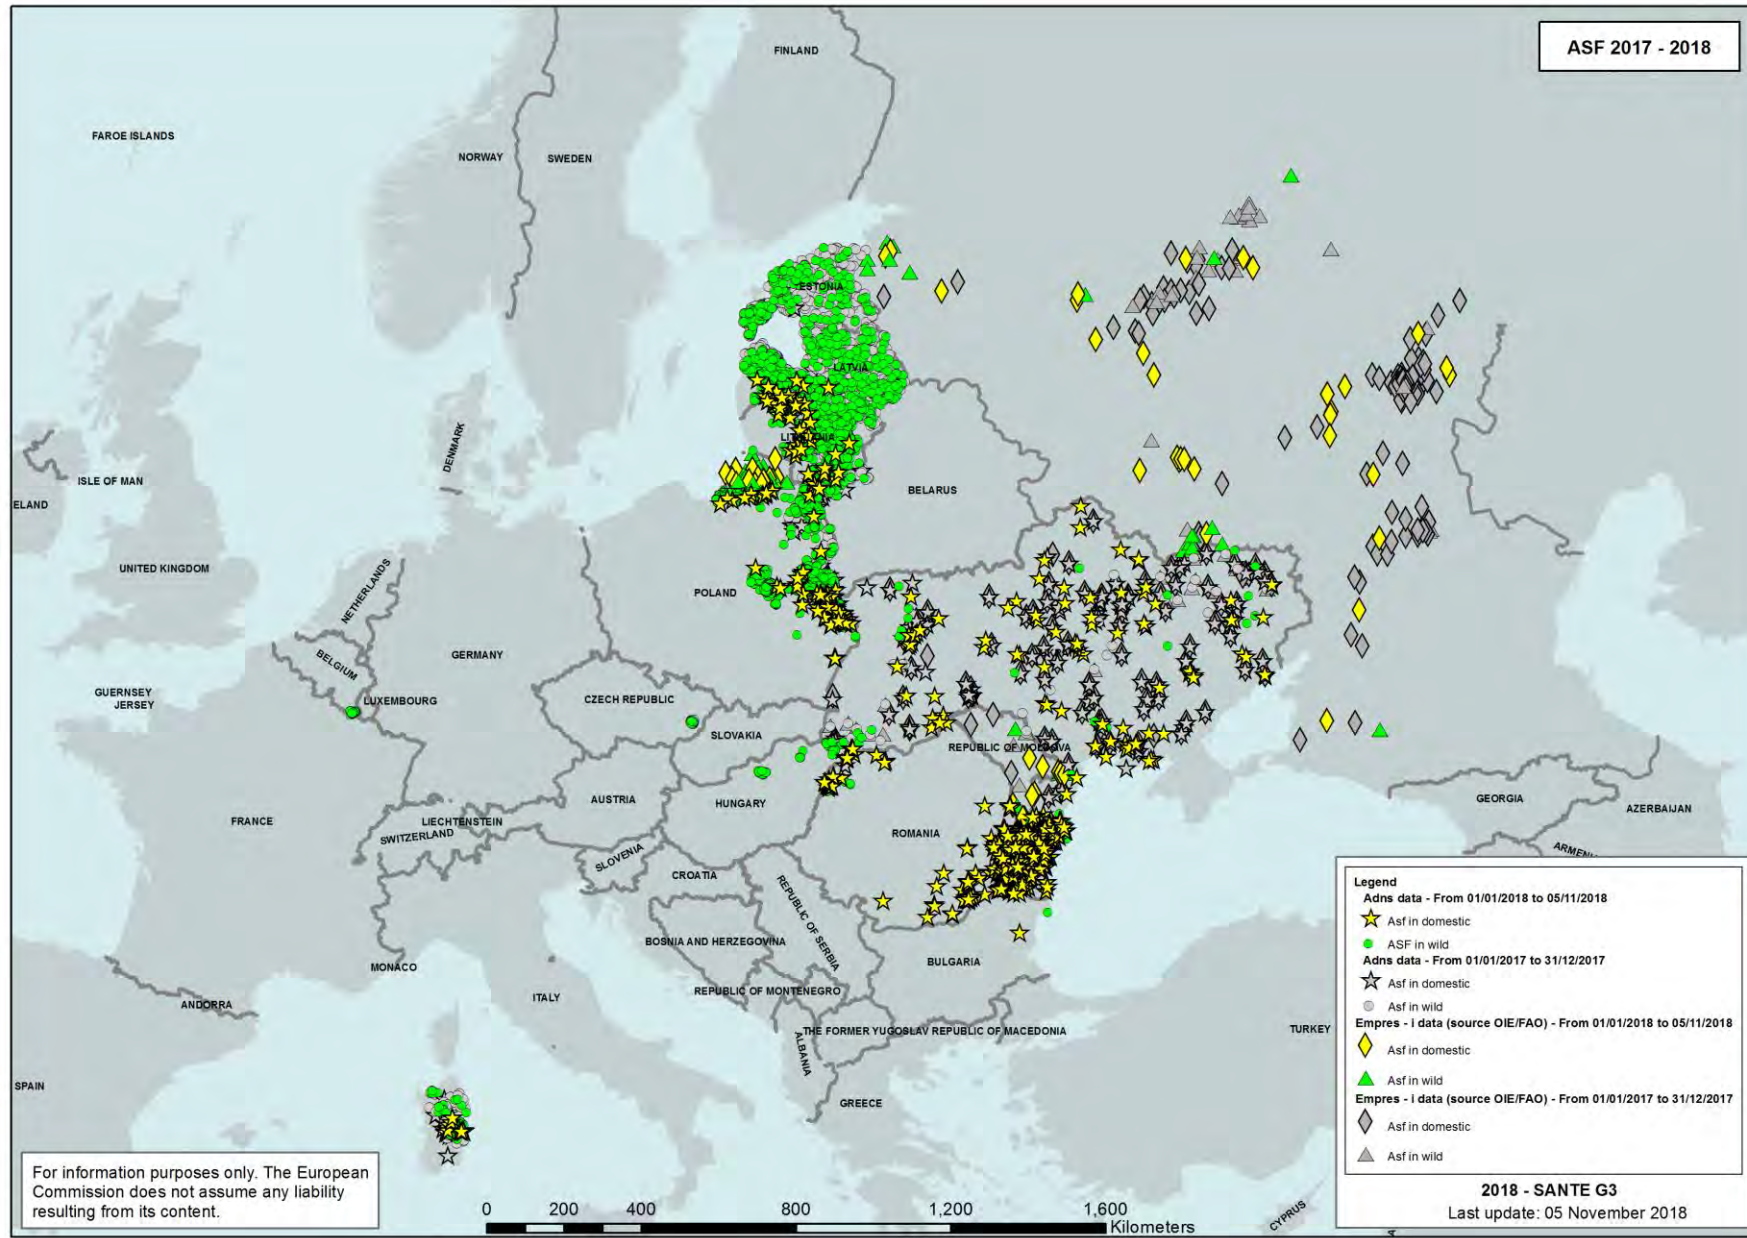 ASF 2017 - 2018
FINLAND
FAROE ISLANDS
NORWAY
SWEDEN
ESTONIA
LATVIA
LITHUANIA
DENMARK
ISLE OF MAN
ELAND
BELARUS
UNITED KINGDOM
NETHERLANDS
POLAND
BELGIUM
GERMANY
GUERNSEY
JERSEY
LUXEMBOURG
CZECH REPUBLIC
SLOVAKIA
REPUBLIC OF MOLDOVA
AUSTRIA
HUNGARY
GEORGIA
AZERBAIJAN
FRANCE
LIECHTENSTEIN
SWITZERLAND
ROMANIA
SLOVENIA
CROATIA
REPUBLIC OF SERBIA
BOSNIA AND HERZEGOVINA
BULGARIA
MONACO
REPUBLIC OF MONTENEGRO
ANDORRA
ITALY
THE FORMER YUGOSLAV REPUBLIC OF MACEDONIA
ALBANIA
TURKEY
SPAIN
GREECE
CYPRUS
Legend
Adns data - From 01/01/2018 to 05/11/2018
Asf in domestic
ASF in wild
Adns data - From 01/01/2017 to 31/12/2017
Asf in domestic
Asf in wild
Empres - i data (source OIE/FAO) - From 01/01/2018 to 05/11/2018
Asf in domestic
Asf in wild
Empres - i data (source OIE/FAO) - From 01/01/2017 to 31/12/2017
Asf in domestic
Asf in wild
For information purposes only. The European
Commission does not assume any liability
resulting from its content.
0 200 400 800 1,200 1,600
Kilometers
2018 - SANTE G3
Last update: 05 November 2018